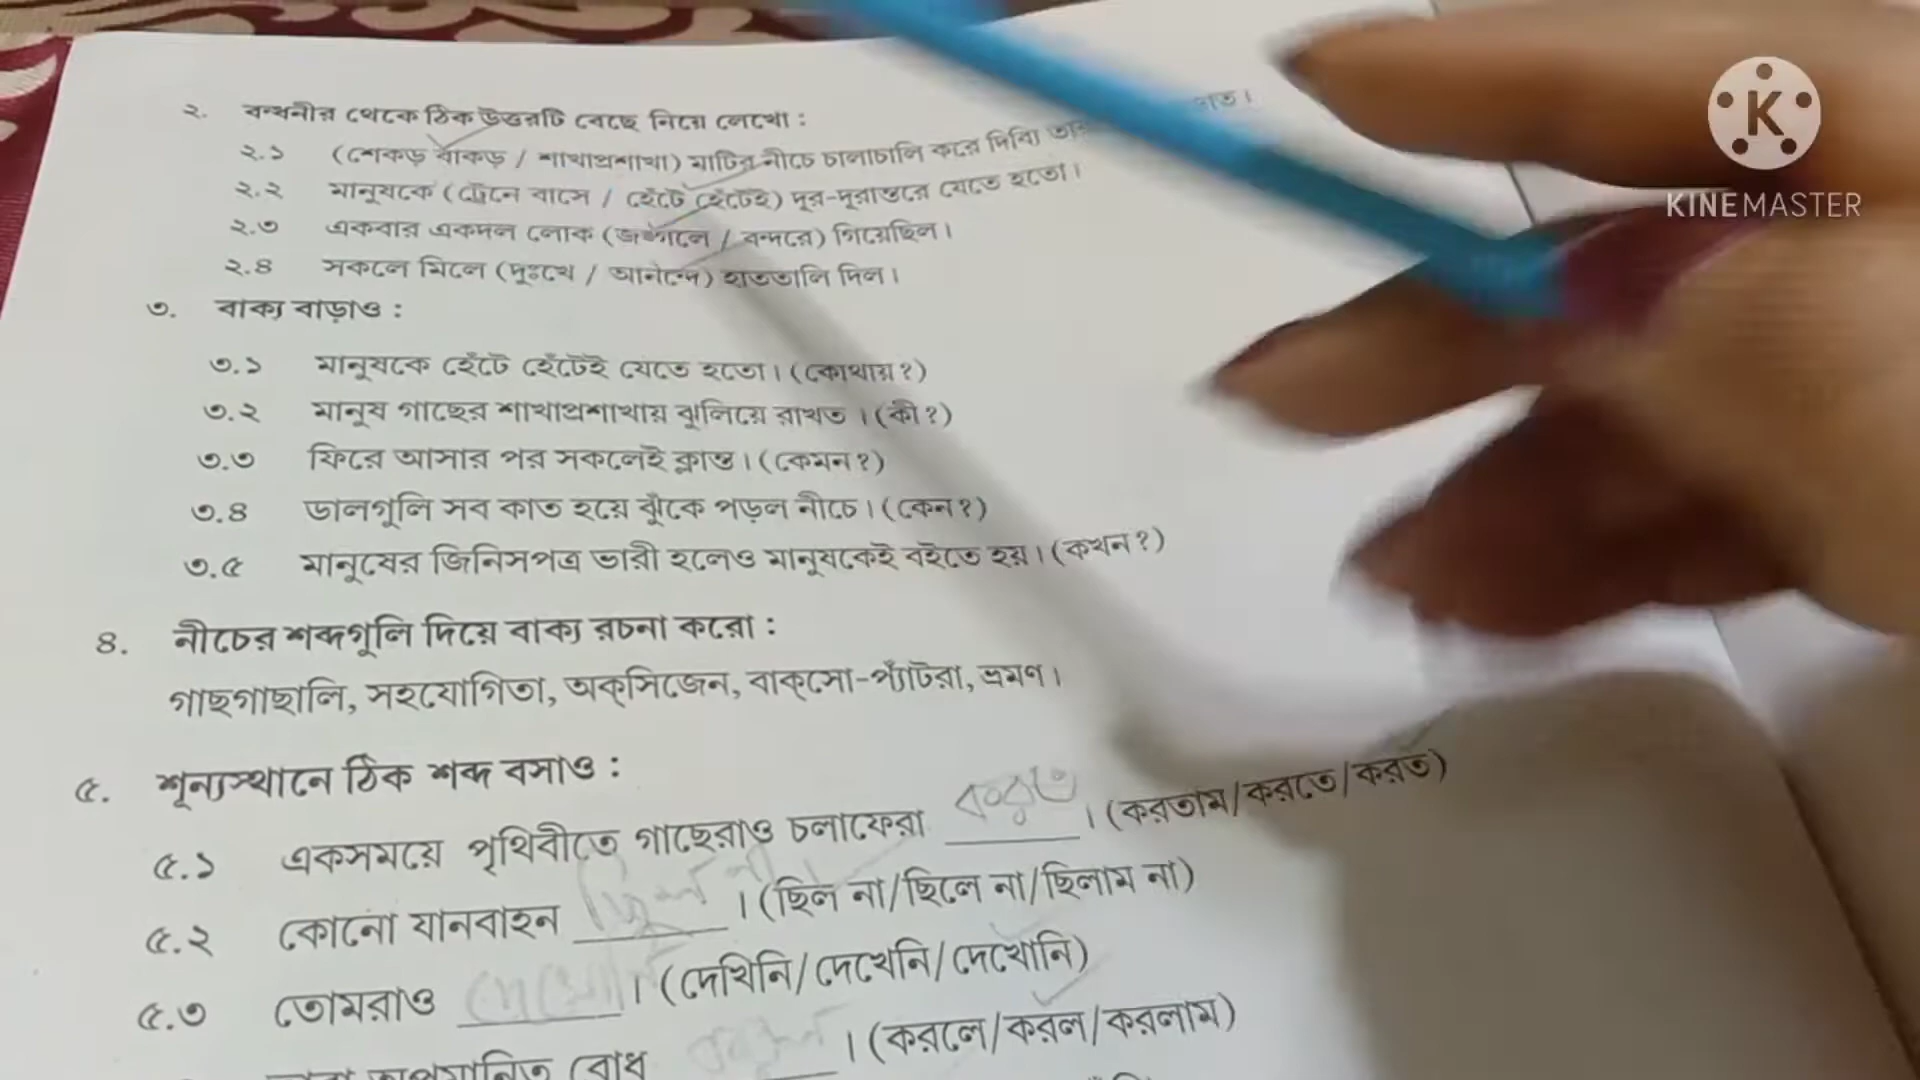 ২. বন্ধনীর থেকে ঠিক উত্তরটি বেছে নিয়ে লেখো :
২.১ (শেকড় বাকড় / শাখাপ্রশাখা) মাটির নীচে চালাচালি করে দিব্যি
২.২ মানুষকে (ট্রেনে বাসে / হেঁটে হেঁটেই) দূর-দূরান্তরে যেতে হতো।
২.৩ একবার একদল লোক (জঙ্গলে / বন্দরে) গিয়েছিল।
২.৪ সকলে মিলে (দুঃখে / আনন্দে) হাততালি দিল।
৩. বাক্য বাড়াও :
৩.১ মানুষকে হেঁটে হেঁটেই যেতে হতো। (কোথায়?)
৩.২ মানুষ গাছের শাখাপ্রশাখায় ঝুলিয়ে রাখত। (কী?)
৩.৩ ফিরে আসার পর সকলেই ক্লান্ত। (কেমন?)
৩.৪ ডালগুলি সব কাত হয়ে ঝুঁকে পড়ল নীচে। (কেন?)
৩.৫ মানুষের জিনিসপত্র ভারী হলেও মানুষকেই বইতে হয়। (কখন?)
৪. নীচের শব্দগুলি দিয়ে বাক্য রচনা করো :
গাছগাছালি, সহযোগিতা, অক্সিজেন, বাক্সো-প্যাঁটরা, ভ্রমণ।
৫. শূন্যস্থানে ঠিক শব্দ বসাও :
৫.১ একসময়ে পৃথিবীতে গাছেরাও চলাফেরা করত। (করতাম/করতে/করত)
৫.২ কোনো যানবাহন ছিল না। (ছিল না/ছিলে না/ছিলাম না)
৫.৩ তোমরাও দেখোনি। (দেখিনি/দেখেনি/দেখোনি)
অপমানিত বোধ করল। (করলে/করল/করলাম)
KINEMASTER